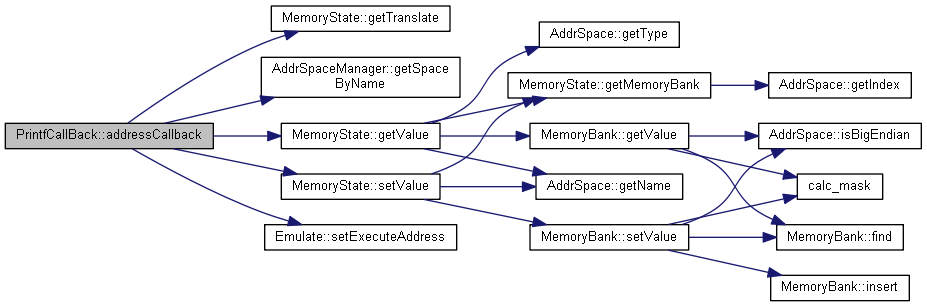 PrintfCallBack::addressCallback
MemoryState::getTranslate
AddrSpaceManager::getSpace
ByName
MemoryState::getValue
MemoryState::setValue
Emulate::setExecuteAddress
AddrSpace::getType
MemoryState::getMemoryBank
MemoryBank::getValue
AddrSpace::getName
MemoryBank::setValue
AddrSpace::getIndex
AddrSpace::isBigEndian
calc_mask
MemoryBank::find
MemoryBank::insert